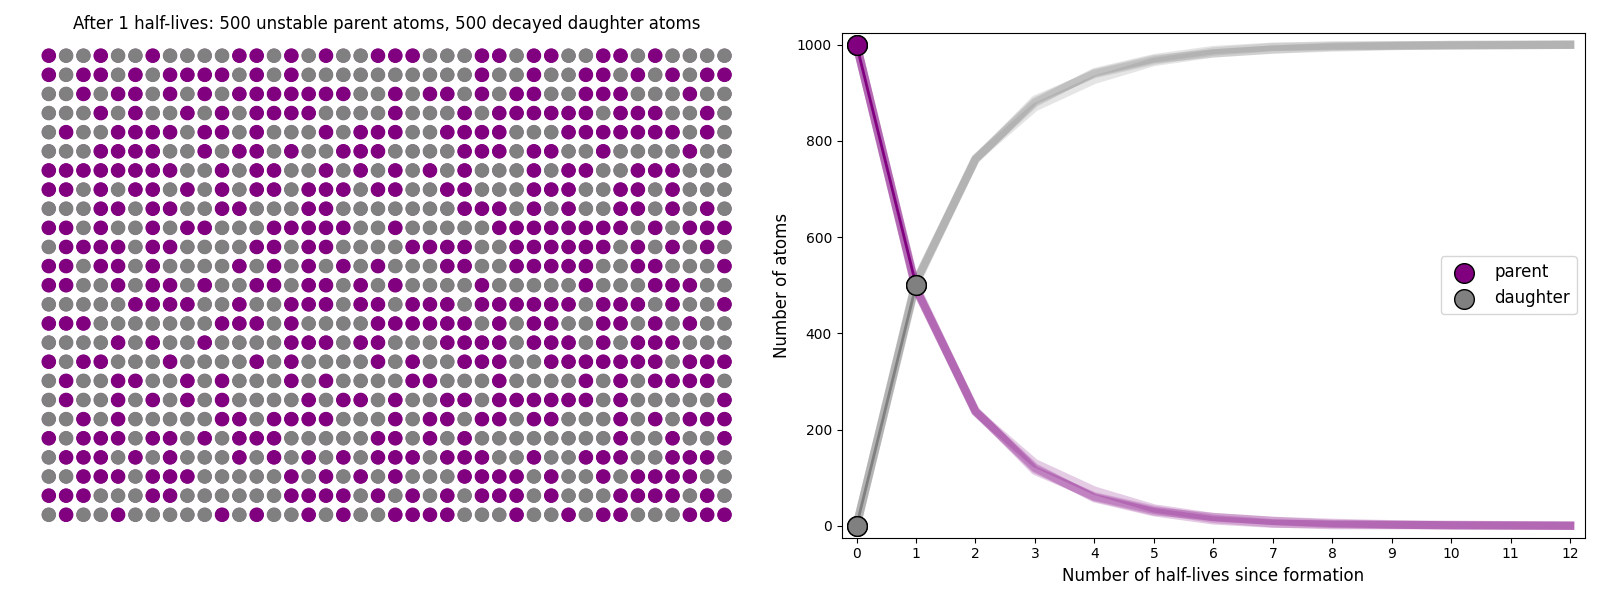 After 1 half-lives: 500 unstable parent atoms, 500 decayed daughter atoms
Number of atoms
1000
800
600
400
200
0
parent
daughter
0 1 2 3 4 5 6 7 8 9 10 11 12
Number of half-lives since formation